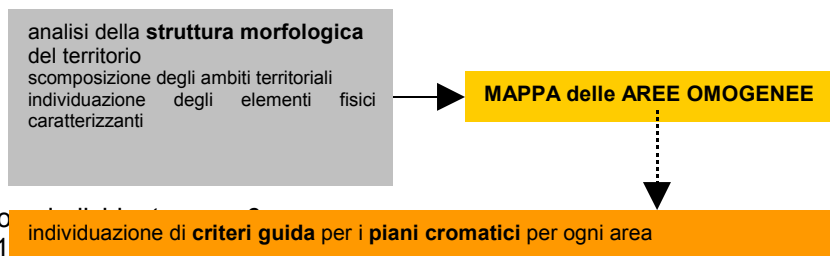 analisi della struttura morfologica
del territorio
scomposizione degli ambiti territoriali
individuazione degli elementi fisici
caratterizzanti
MAPPA delle AREE OMOGENEE
individuazione di criteri guida per i piani cromatici per ogni area